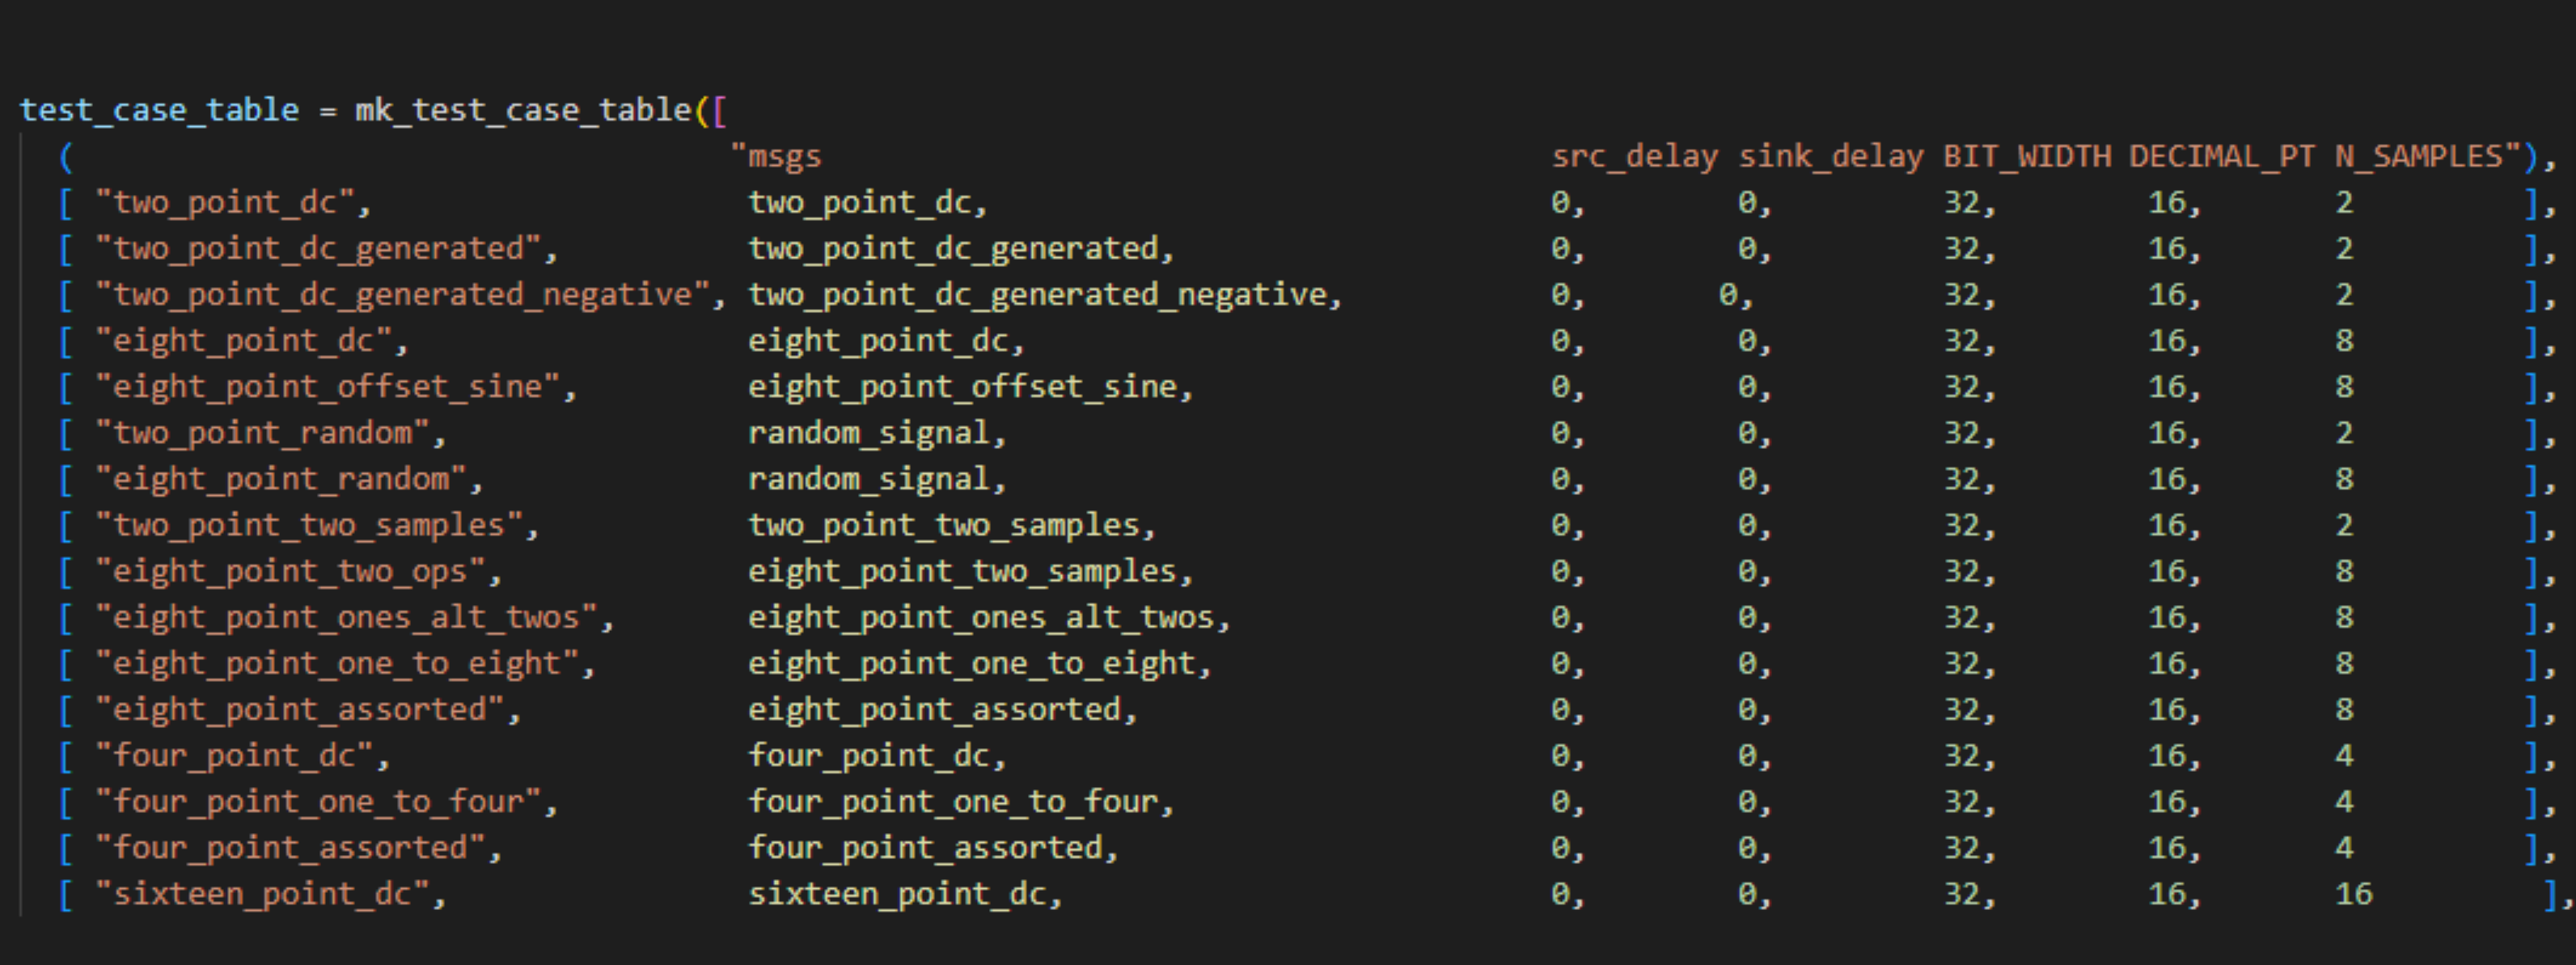 test_case_table = mk_test_case_table([
( "msgs src_delay sink_delay BIT_WIDTH DECIMAL_PT N_SAMPLES"),
[ "two_point_dc", two_point_dc, 0, 0, 32, 16, 2 ],
[ "two_point_dc_generated", two_point_dc_generated, 0, 0, 32, 16, 2 ],
[ "two_point_dc_generated_negative", two_point_dc_generated_negative, 0, 0, 32, 16, 2 ],
[ "eight_point_dc", eight_point_dc, 0, 0, 32, 16, 8 ],
[ "eight_point_offset_sine", eight_point_offset_sine, 0, 0, 32, 16, 8 ],
[ "two_point_random", random_signal, 0, 0, 32, 16, 2 ],
[ "eight_point_random", random_signal, 0, 0, 32, 16, 8 ],
[ "two_point_two_samples", two_point_two_samples, 0, 0, 32, 16, 2 ],
[ "eight_point_two_ops", eight_point_two_samples, 0, 0, 32, 16, 8 ],
[ "eight_point_ones_alt_twos", eight_point_ones_alt_twos, 0, 0, 32, 16, 8 ],
[ "eight_point_one_to_eight", eight_point_one_to_eight, 0, 0, 32, 16, 8 ],
[ "eight_point_assorted", eight_point_assorted, 0, 0, 32, 16, 8 ],
[ "four_point_dc", four_point_dc, 0, 0, 32, 16, 4 ],
[ "four_point_one_to_four", four_point_one_to_four, 0, 0, 32, 16, 4 ],
[ "four_point_assorted", four_point_assorted, 0, 0, 32, 16, 4 ],
[ "sixteen_point_dc", sixteen_point_dc, 0, 0, 32, 16, 16 ],